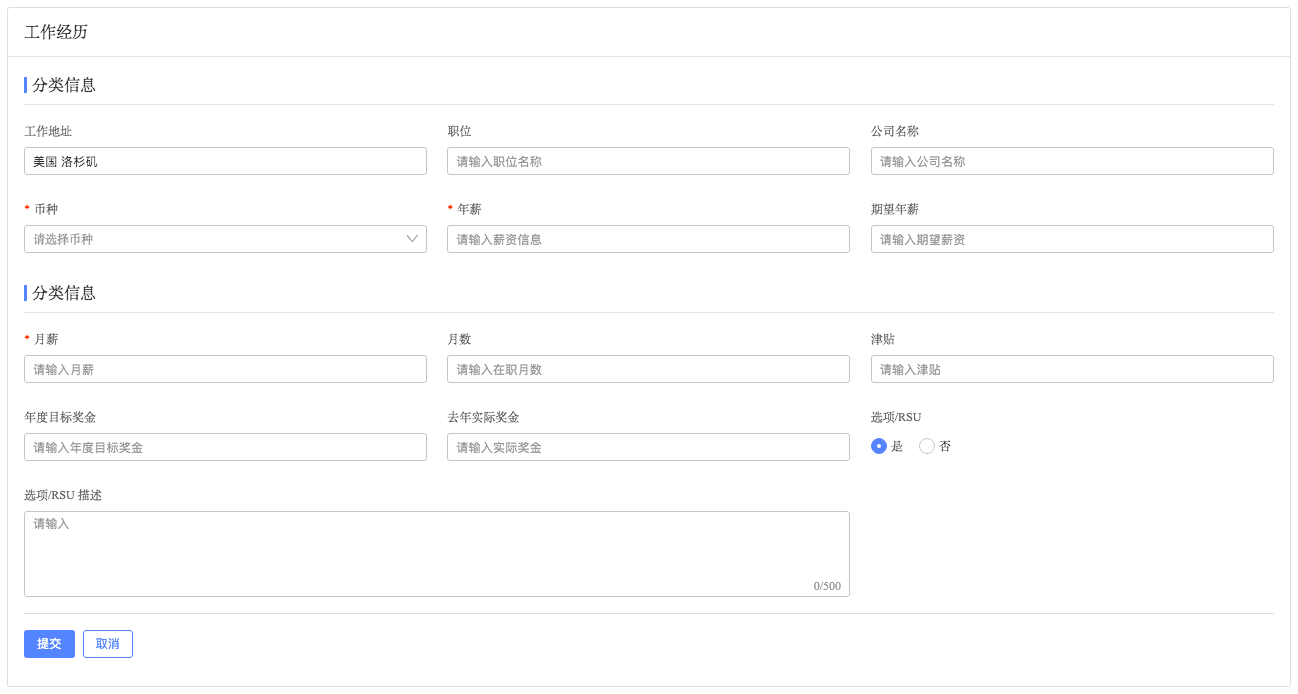 工作经历
分类信息
工作地址 职位 公司名称
美国 洛杉矶 请输入职位名称 请输入公司名称
* 币种 * 年薪 期望年薪
请选择币种 请输入薪资信息 请输入期望薪资
分类信息
* 月薪 月数 津贴
请输入月薪 请输入在职月数 请输入津贴
年度目标奖金 去年实际奖金 选项/RSU
请输入年度目标奖金 请输入实际奖金 是 否
选项/RSU 描述
请输入
0/500
提交 取消